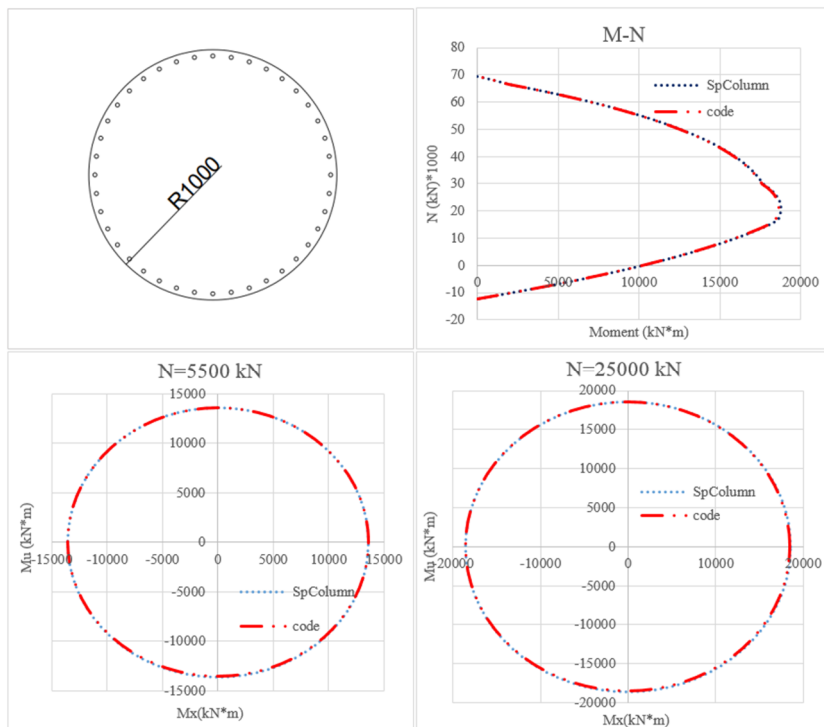 R1000
M-N
80
70
60
50
40
30
20
10
0
-10
-20
N (kN)*1000
0
5000
10000
15000
20000
Moment (kN*m)
SpColumn
code
N=5500 kN
15000
10000
5000
0
-5000
-10000
-15000
Mu (kN*m)
-15000
-10000
-5000
0
5000
10000
15000
SpColumn
code
Mx(kN*m)
N=25000 kN
20000
15000
10000
5000
0
-5000
-10000
-15000
-20000
Mu (kN*m)
-20000
-10000
0
10000
20000
SpColumn
code
Mx(kN*m)